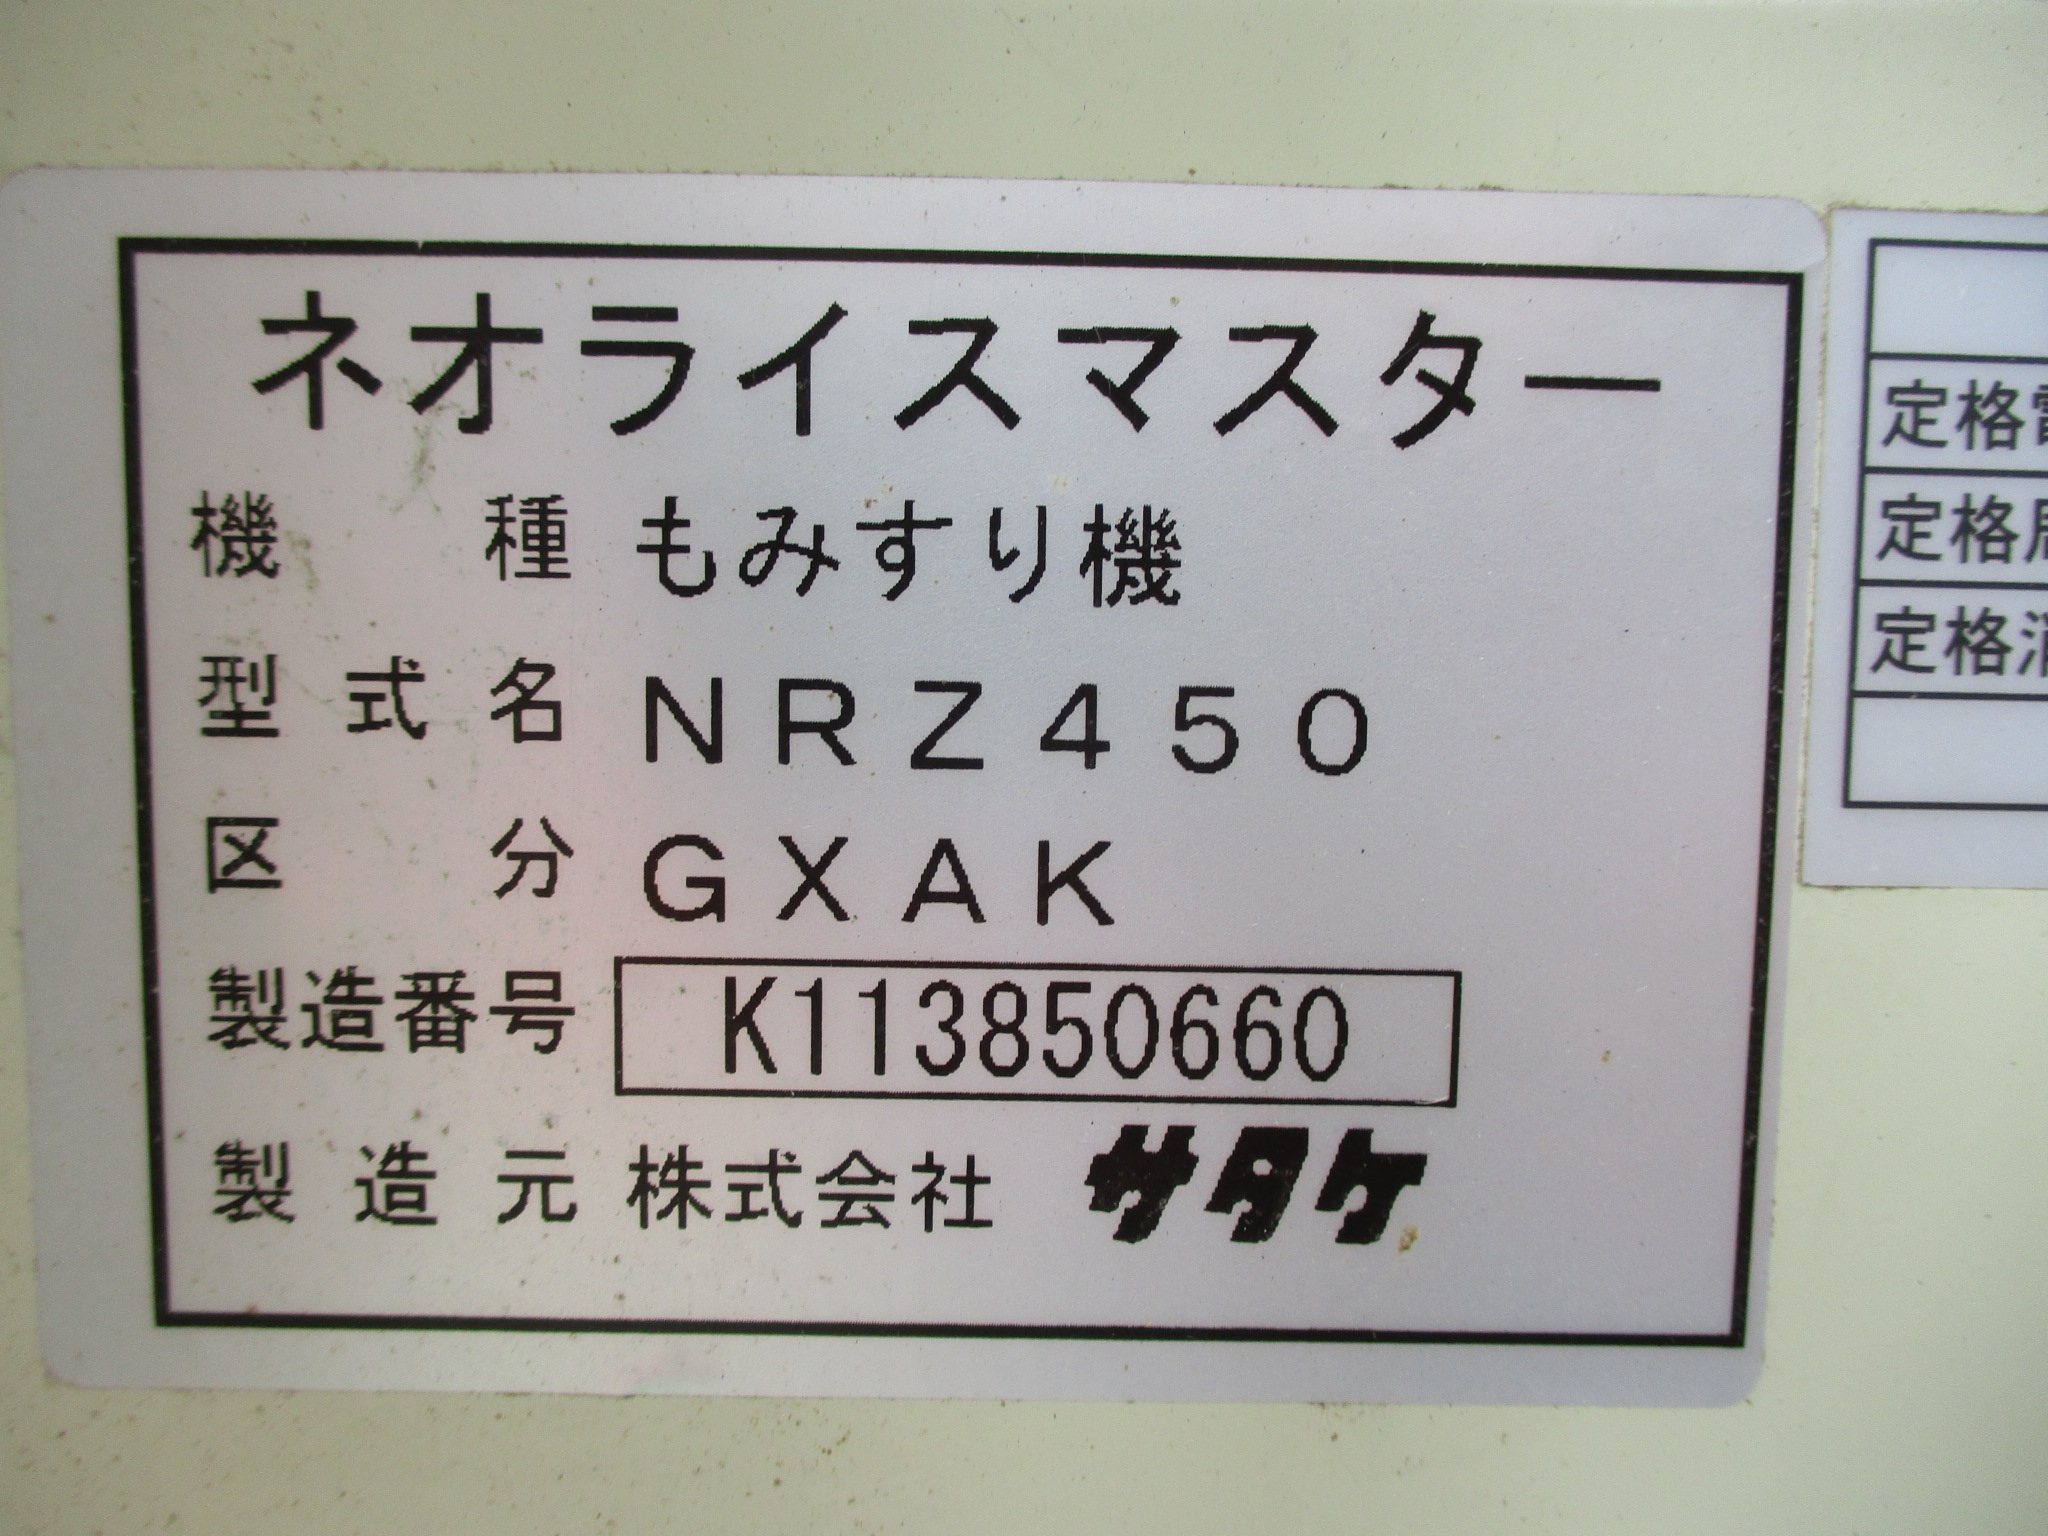 ネオライスマスター
機種 もみすり機
型式名 NRZ450
区分 GXAK
製造番号 K113850660
製造元 株式会社 サタケ
定格
定格
定格